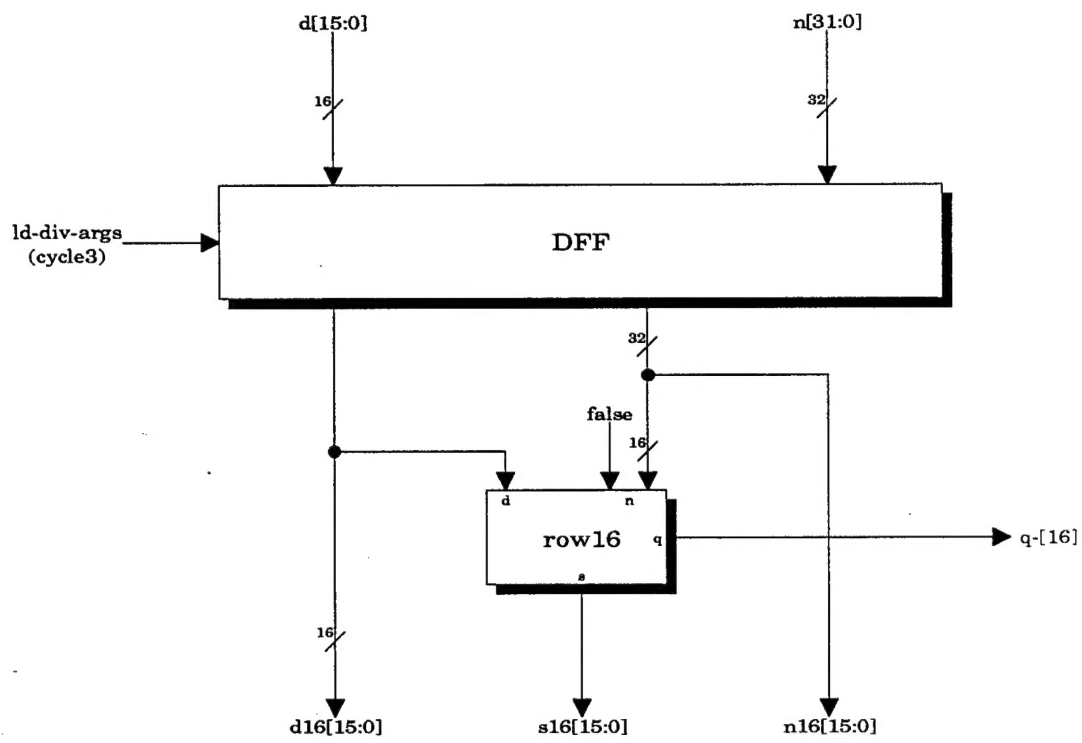 d[15:0] n[31:0]
16 32
ld-div-args
(cycle3)
DFF
32
false
16
d n
row16 q
s
q-[16]
16
d16[15:0] s16[15:0] n16[15:0]